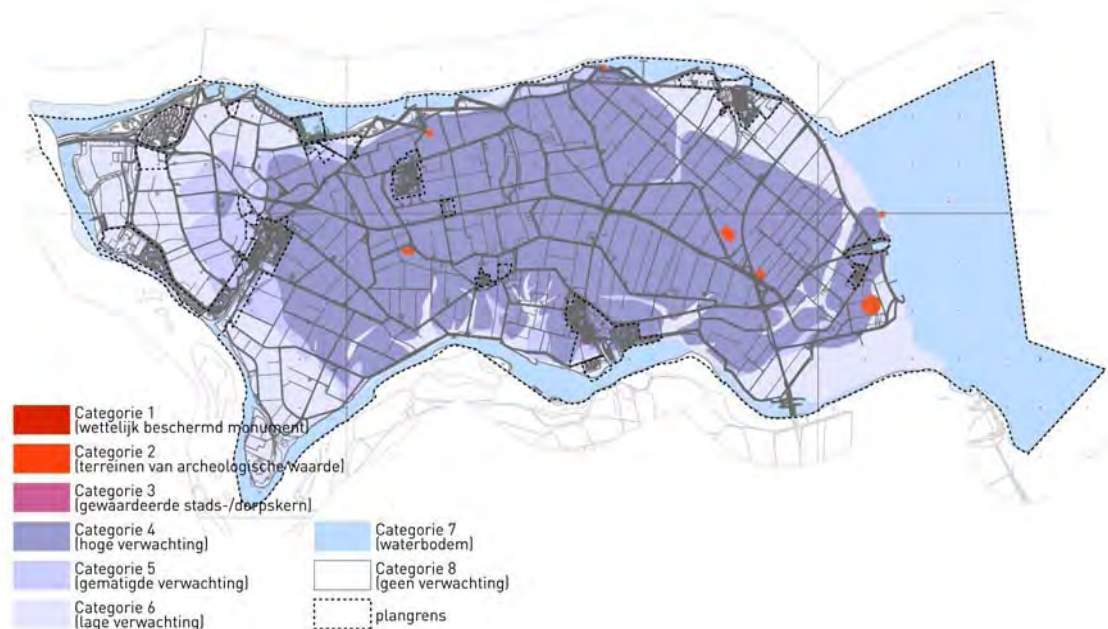 Categorie 1
(wettelijk beschermd monument)
Categorie 2
(terreinen van archeologische waarde)
Categorie 3
(gewaardeerde stads-/dorpskern)
Categorie 4
(hoge verwachting)
Categorie 5
(gematigde verwachting)
Categorie 6
(lage verwachting)
Categorie 7
(waterbodem)
Categorie 8
(geen verwachting)
plangrens